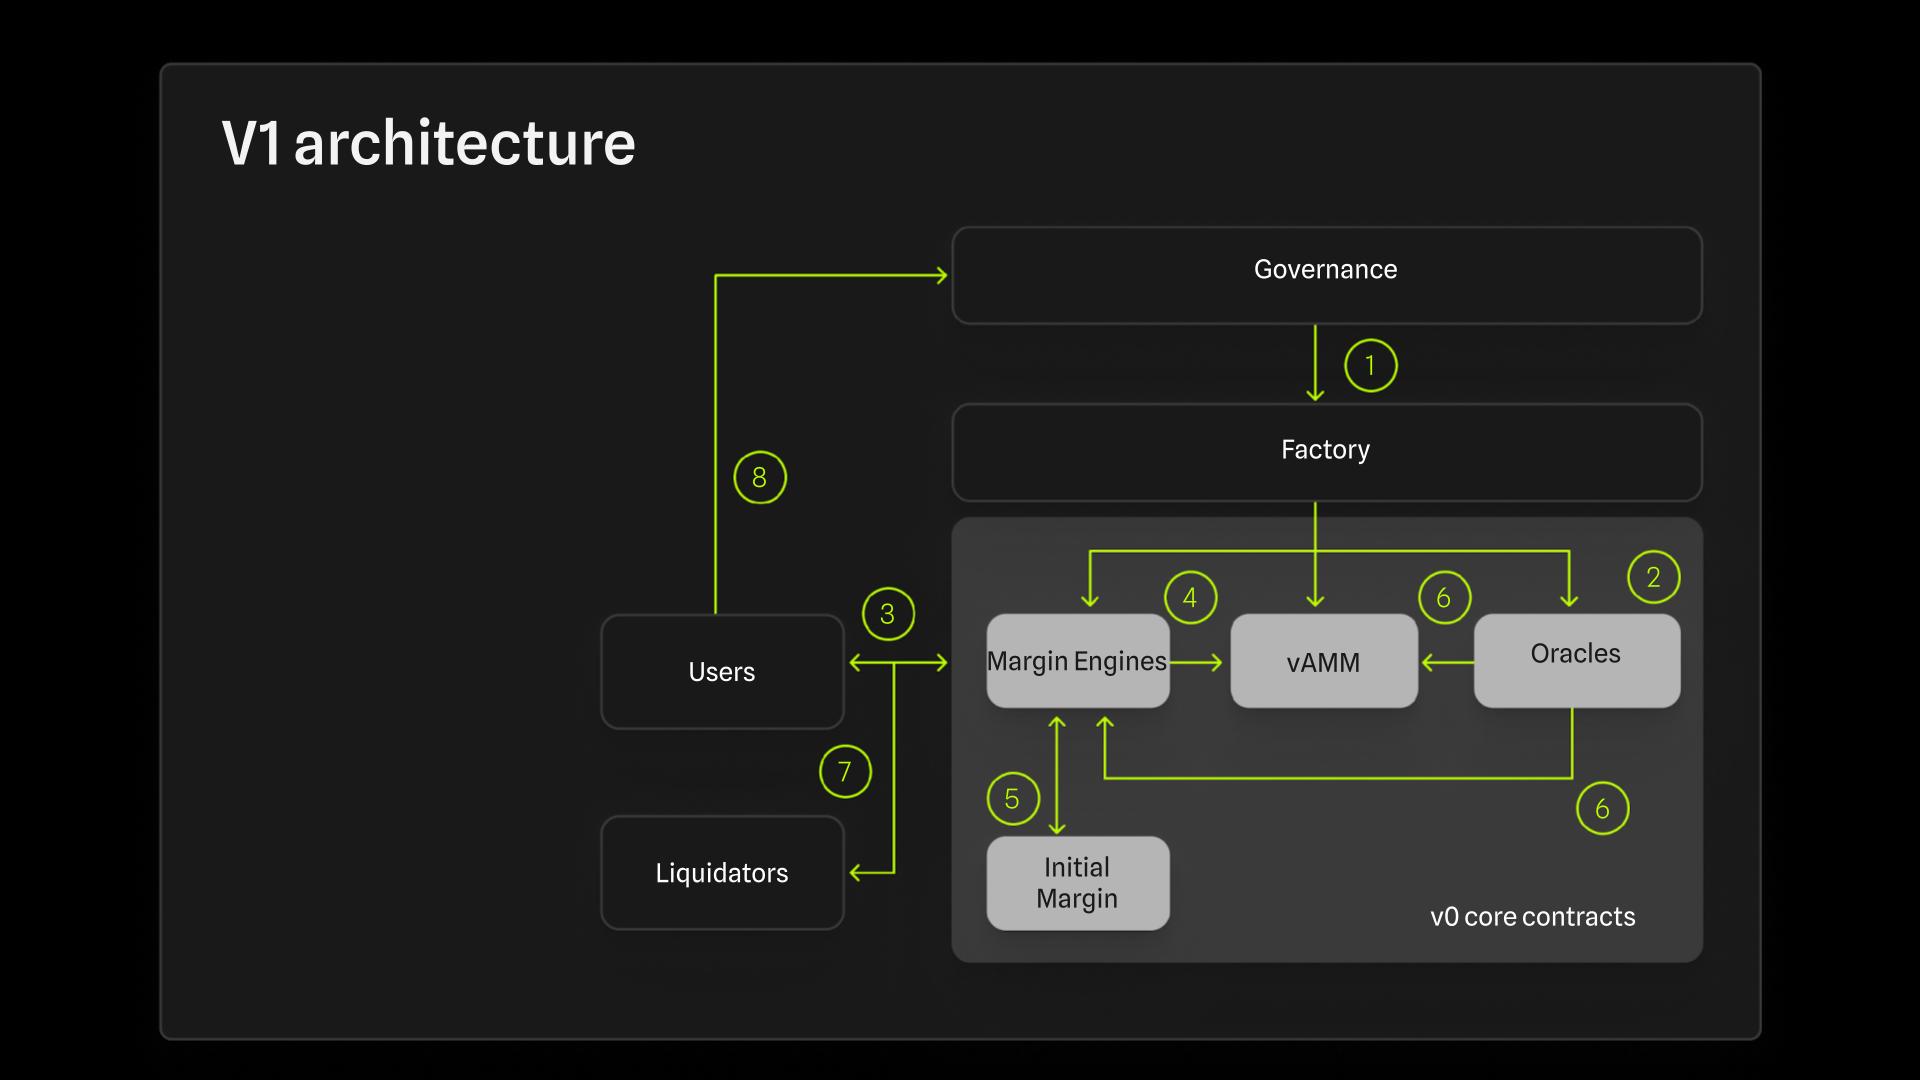 V1 architecture
Governance
1
Factory
8
2
3
4
6
Users
Margin Engines
vAMM
Oracles
7
5
6
Liquidators
Initial
Margin
v0 core contracts